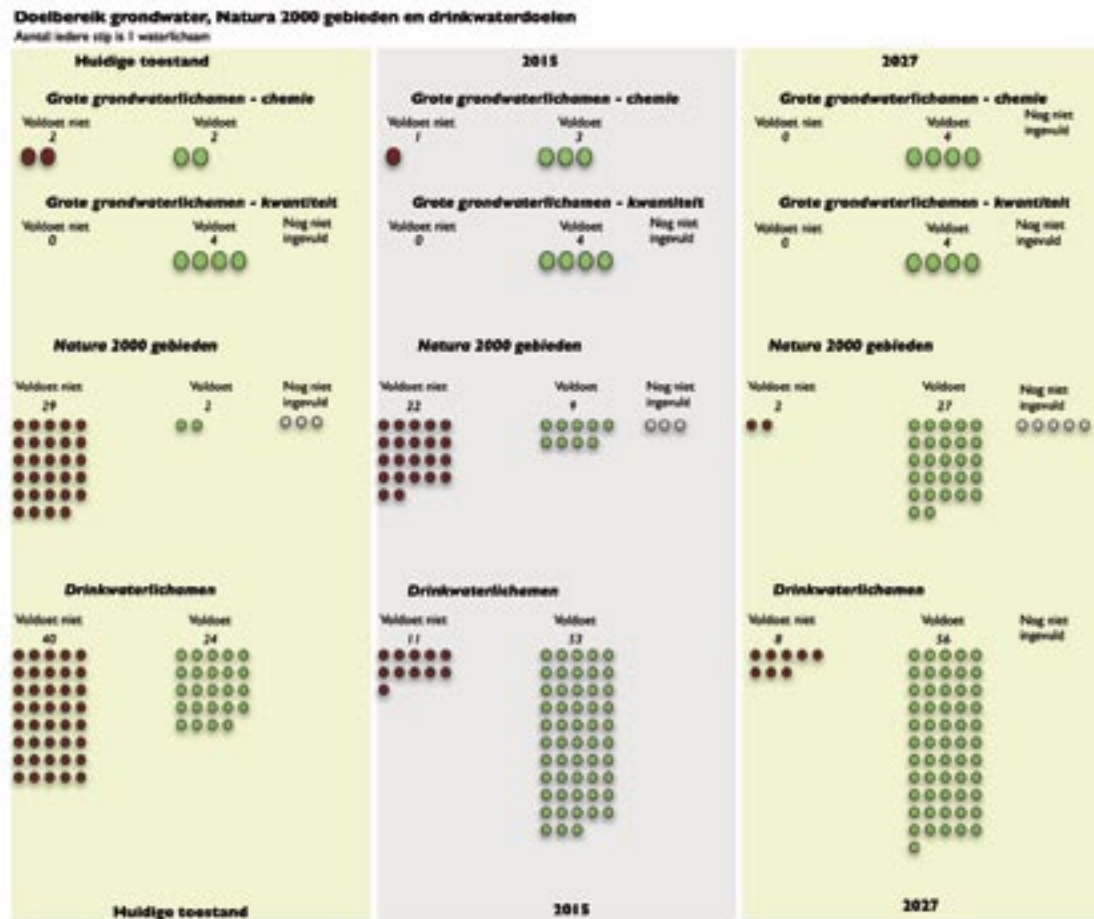 Doelbereik grondwater, Natura 2000 gebieden en drinkwaterdoelen
Aantal iedere stip is 1 waterlichaam
Huidige toestand
Grote grondwaterlichamen - chemie
Voldoet niet Voldoet
2 2
Grote grondwaterlichamen - kwantiteit
Voldoet niet Voldoet Nog niet
0 4 ingevuld
Natura 2000 gebieden
Voldoet niet Voldoet Nog niet
29 2 ingevuld
Drinkwaterlichamen
Voldoet niet Voldoet
40 24
Huidige toestand
2015
Grote grondwaterlichamen - chemie
Voldoet niet Voldoet
1 3
Grote grondwaterlichamen - kwantiteit
Voldoet niet Voldoet Nog niet
0 4 ingevuld
Natura 2000 gebieden
Voldoet niet Voldoet Nog niet
22 9 ingevuld
Drinkwaterlichamen
Voldoet niet Voldoet
11 53
2015
2027
Grote grondwaterlichamen - chemie
Voldoet niet Voldoet Nog niet
0 4 ingevuld
Grote grondwaterlichamen - kwantiteit
Voldoet niet Voldoet Nog niet
0 4 ingevuld
Natura 2000 gebieden
Voldoet niet Voldoet Nog niet
2 27 ingevuld
Drinkwaterlichamen
Voldoet niet Voldoet Nog niet
8 56 ingevuld
2027